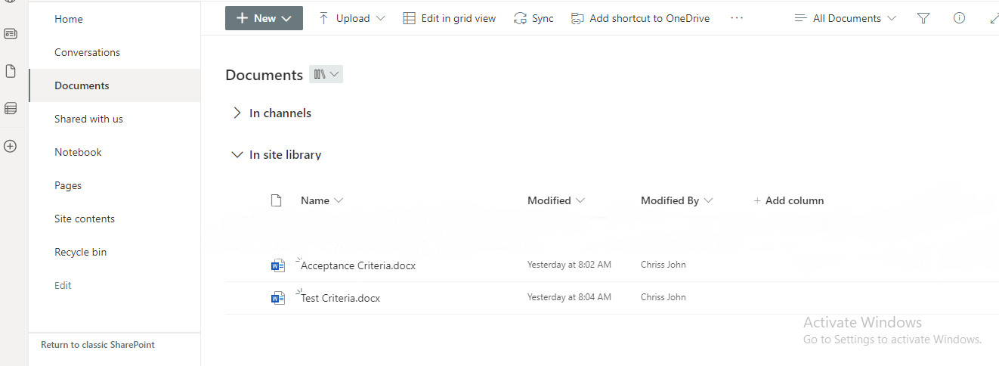 Home
Conversations
Documents
Shared with us
Notebook
Pages
Site contents
Recycle bin
Edit
Return to classic SharePoint
+ New
Upload
Edit in grid view
Sync
Add shortcut to OneDrive
...
All Documents
Documents
In channels
In site library
Name Modified Modified By + Add column
Acceptance Criteria.docx Yesterday at 8:02 AM Chriss John
Test Criteria.docx Yesterday at 8:04 AM Chriss John
Activate Windows
Go to Settings to activate Windows.